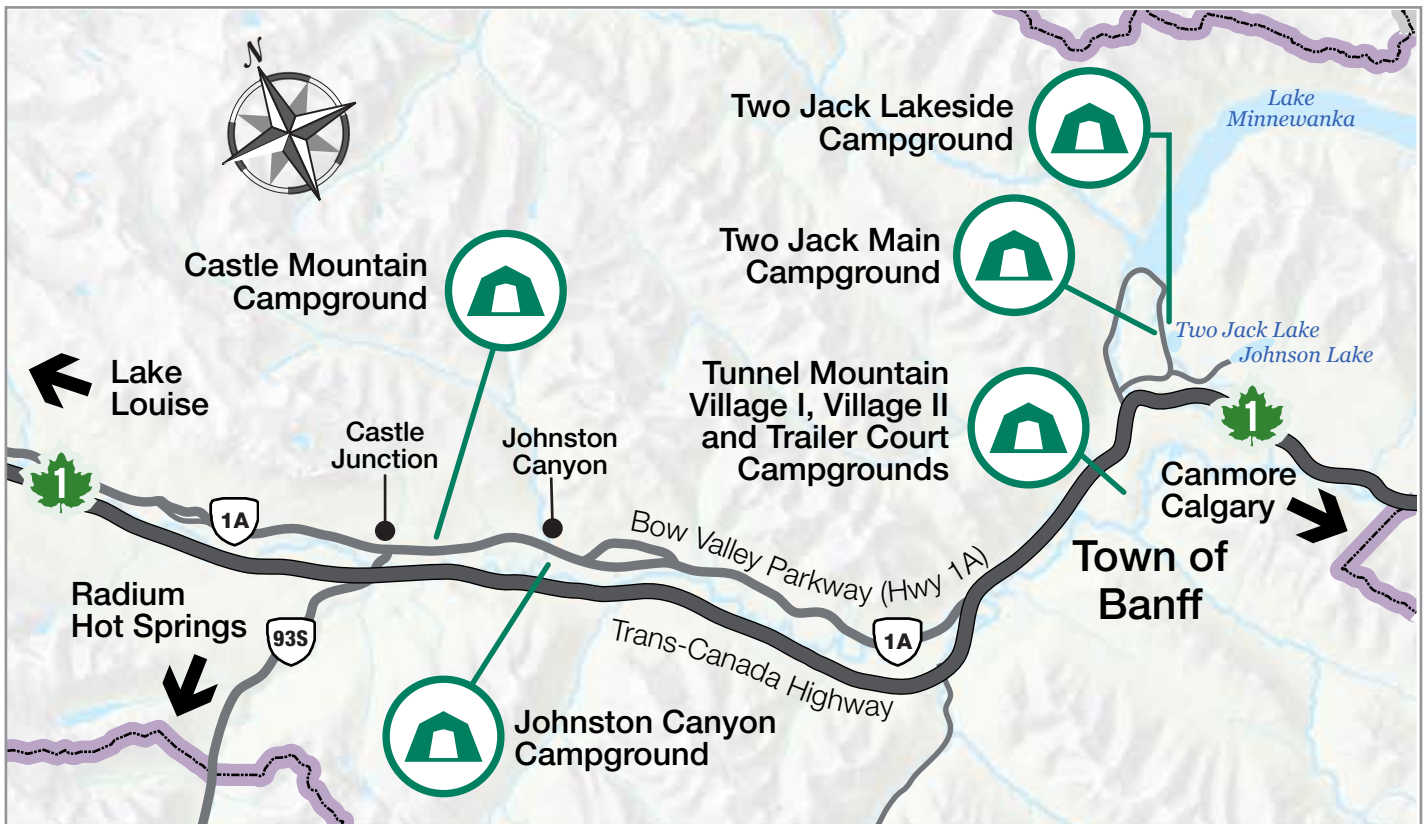 N
Two Jack Lakeside
Campground
Lake
Minnewanka
Two Jack Main
Campground
Castle Mountain
Campground
Two Jack Lake
Johnson Lake
Lake
Louise
Tunnel Mountain
Village I, Village II
and Trailer Court
Campgrounds
Castle
Junction
Johnston
Canyon
1
1
Canmore
Calgary
1A
Bow Valley Parkway (Hwy 1A)
Town of
Banff
Radium
Hot Springs
93S
1A
Trans-Canada Highway
Johnston Canyon
Campground